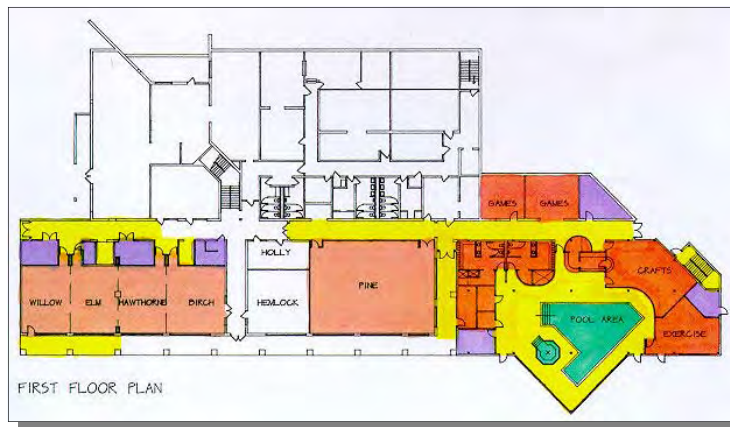 GAMES GAMES
HOLLY
CRAFTS
WILLOW ELM HAWTHORNE BIRCH HEMLOCK PINE
POOL AREA
EXERCISE
FIRST FLOOR PLAN